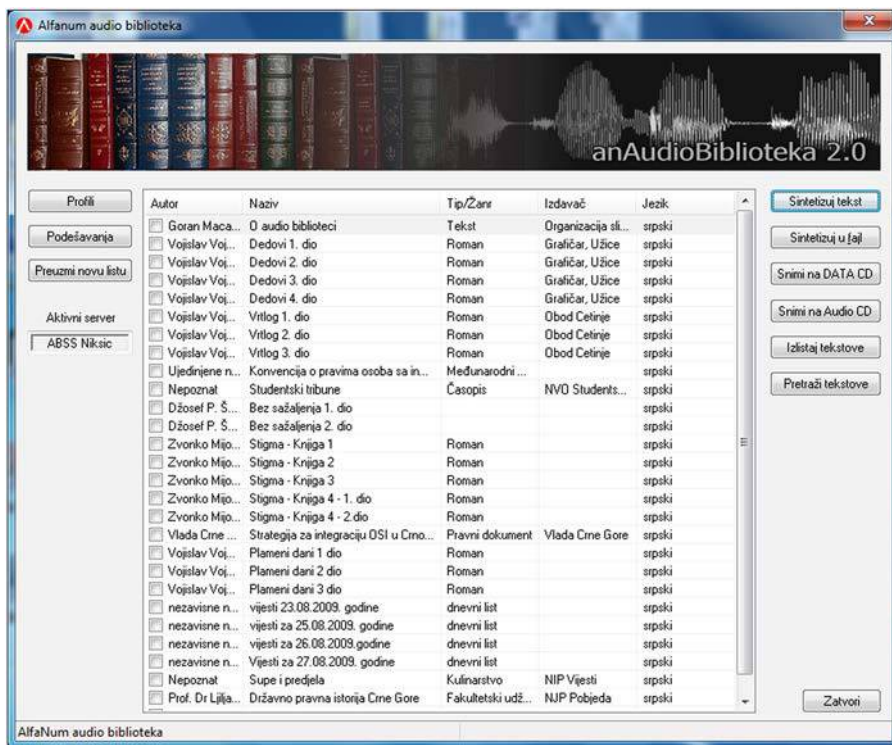 Alfanum audio biblioteka
anAudioBiblioteka 2.0
Profili
Podešavanja
Preuzmi novu listu
Aktivni server
ABSS Niksic
Autor Naziv Tip/Žanr Izdavač Jezik
Goran Maca... O audio biblioteci Tekst Organizacija sli... srpski
Vojislav Voj... Dedovi 1. dio Roman Grafičar, Užice srpski
Vojislav Voj... Dedovi 2. dio Roman Grafičar, Užice srpski
Vojislav Voj... Dedovi 3. dio Roman Grafičar, Užice srpski
Vojislav Voj... Dedovi 4. dio Roman Grafičar, Užice srpski
Vojislav Voj... Vrtlog 1. dio Roman Obod Cetinje srpski
Vojislav Voj... Vrtlog 2. dio Roman Obod Cetinje srpski
Vojislav Voj... Vrtlog 3. dio Roman Obod Cetinje srpski
Ujedinjene n... Konvencija o pravima osoba sa in... Međunarodni ... srpski
Nepoznat Studentski tribune Časopis NVO Students... srpski
Džosef P. Š... Bez sažaljenja 1. dio srpski
Džosef P. Š... Bez sažaljenja 2. dio srpski
Zvonko Mijo... Stigma - Knjiga 1 Roman srpski
Zvonko Mijo... Stigma - Knjiga 2 Roman srpski
Zvonko Mijo... Stigma - Knjiga 3 Roman srpski
Zvonko Mijo... Stigma - Knjiga 4 - 1. dio Roman srpski
Zvonko Mijo... Stigma - Knjiga 4 - 2.dio Roman srpski
Vlada Crne ... Strategija za integraciju OSI u Crno... Pravni dokument Vlada Crne Gore srpski
Vojislav Voj... Plameni dani 1 dio Roman srpski
Vojislav Voj... Plameni dani 2 dio Roman srpski
Vojislav Voj... Plameni dani 3 dio Roman srpski
nezavisne n... vijesti 23.08.2009. godine dnevni list srpski
nezavisne n... vijesti za 25.08.2009. godine dnevni list srpski
nezavisne n... vijesti za 26.08.2009.godine dnevni list srpski
nezavisne n... Vijesti za 27.08.2009. godine dnevni list srpski
Nepoznat Supe i predjela Kulinarstvo NIP Vijesti srpski
Prof. Dr Ljilja... Državno pravna istorija Crne Gore Fakultetski udž... NJP Pobjeda srpski
Sintetizuj tekst
Sintetizuj u fajl
Snimi na DATA CD
Snimi na Audio CD
Izlistaj tekstove
Pretraži tekstove
Zatvori
AlfaNum audio biblioteka